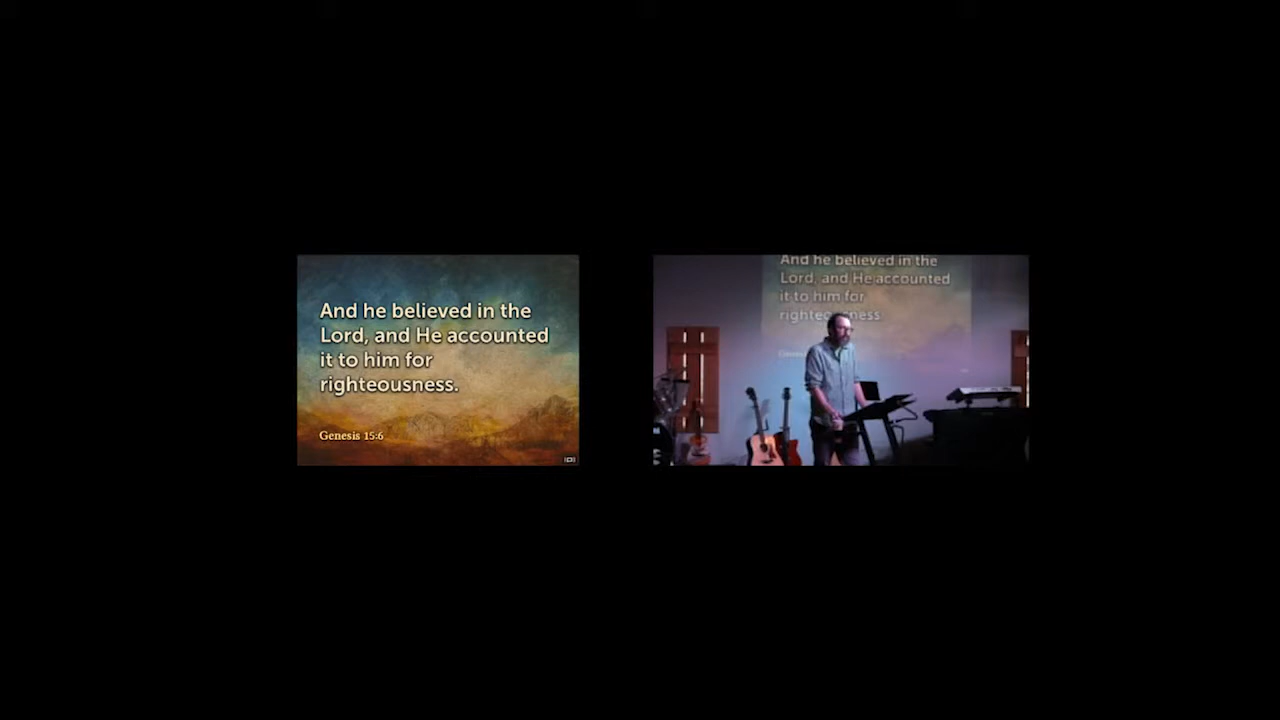 And he believed in the
Lord, and He accounted
it to him for
righteousness.
Genesis 15:6
And he believed in the
Lord, and He accounted
it to him for